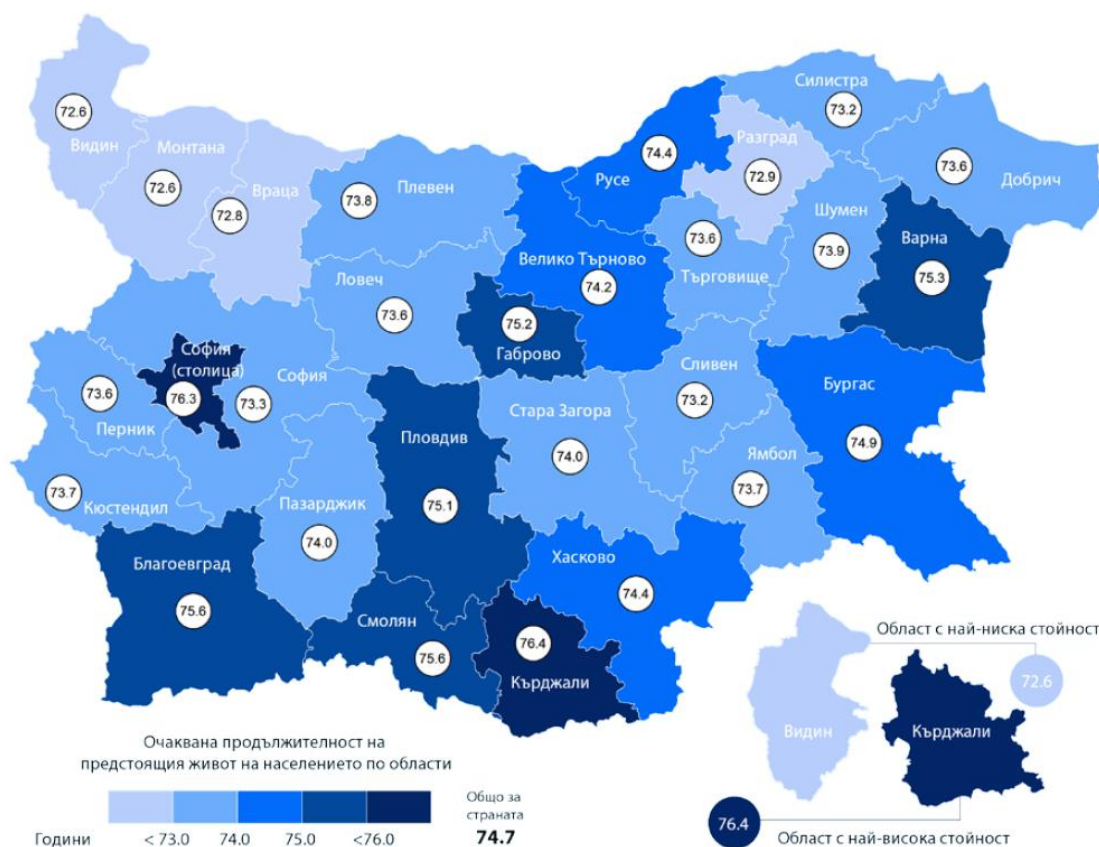 Силистра
73.2
72.6
Видин
Монтана
72.6
Враца
72.8
Плевен
73.8
74.4
Русе
Разград
72.9
73.6
Добрич
Шумен
73.9
Варна
75.3
73.6
Търговище
Велико Търново
74.2
Ловеч
73.6
75.2
Габрово
София
(столица)
76.3
София
73.3
73.6
Перник
73.7
Кюстендил
Пазарджик
74.0
Пловдив
75.1
Стара Загора
74.0
Сливен
73.2
Ямбол
73.7
Бургас
74.9
Благоевград
75.6
Смолян
75.6
76.4
Кърджали
Хасково
74.4
Област с най-ниска стойност
72.6
Видин
Кърджали
76.4
Област с най-висока стойност
Очаквана продължителност на
предстоящия живот на населението по области
Години
< 73.0 74.0 75.0 <76.0
Общо за
страната
74.7